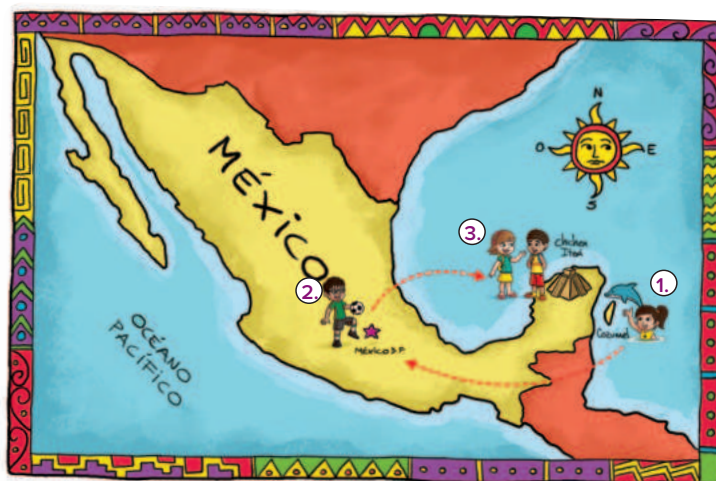 MÉXICO
OCÉANO
PACÍFICO
N
O
E
S
3.
Chichen
Itzá
1.
Cozumel
2.
México D.F.